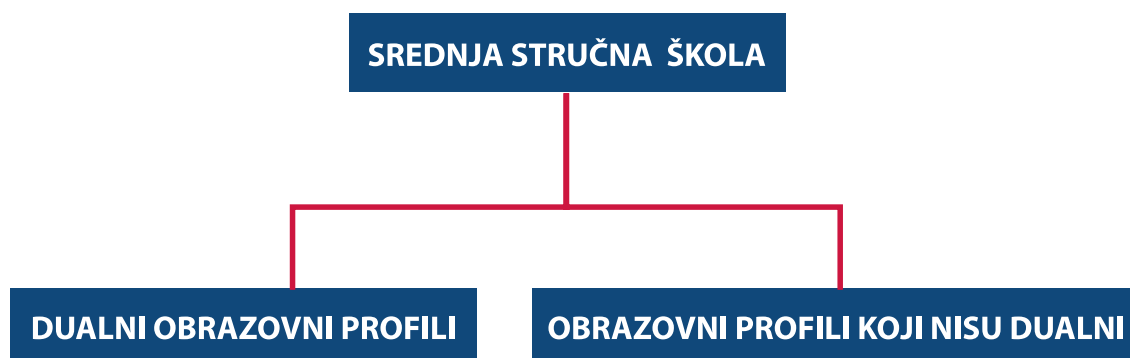 SREDNJA STRUČNA ŠKOLA
DUALNI OBRAZOVNI PROFILI
OBRAZOVNI PROFILI KOJI NISU DUALNI